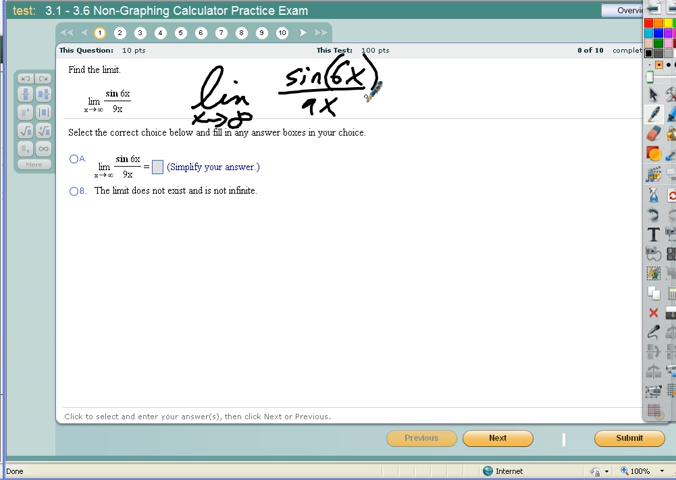 test: 3.1 - 3.6 Non-Graphing Calculator Practice Exam
Overvi
1 2 3 4 5 6 7 8 9 10
This Question: 10 pts
This Test: 100 pts
0 of 10
complet
Find the limit.
lim x→∞ sin 6x / 9x
lim x→∞ sin(6x) / 9x
Select the correct choice below and fill in any answer boxes in your choice.
A. lim x→∞ sin 6x / 9x = (Simplify your answer.)
B. The limit does not exist and is not infinite.
More
T
Click to select and enter your answer(s), then click Next or Previous.
Previous
Next
Submit
Done
Internet
100%